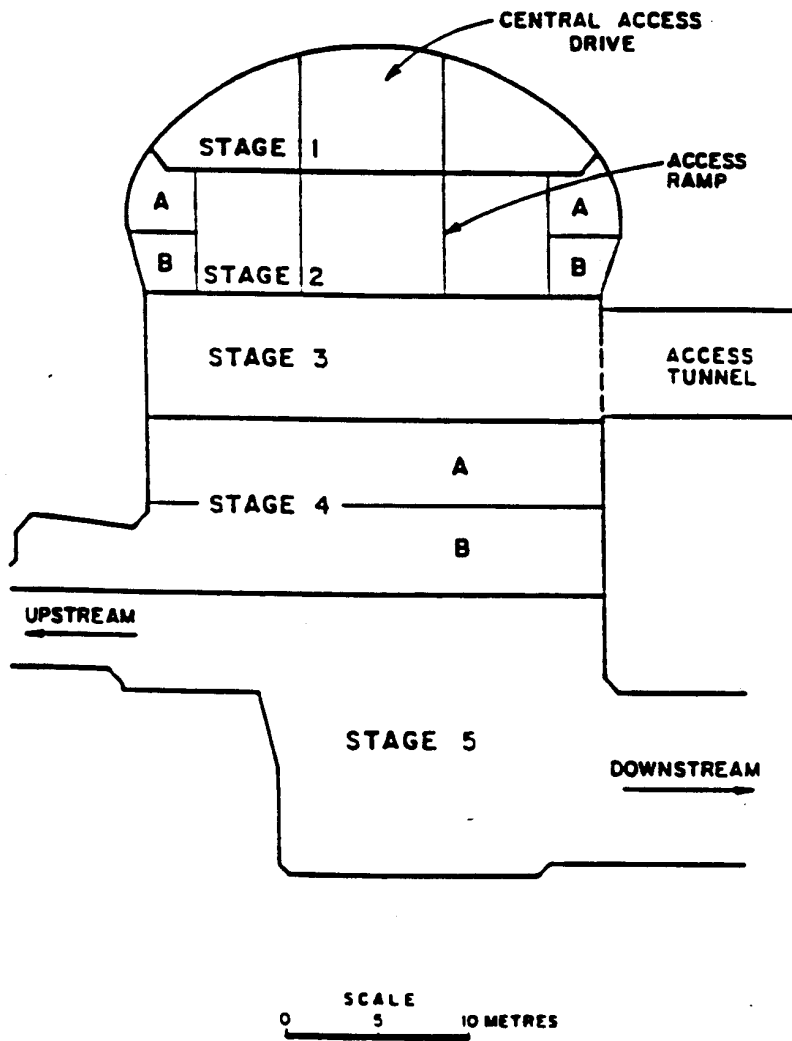 CENTRAL ACCESS
DRIVE
STAGE 1
ACCESS
RAMP
A
A
B
B
STAGE 2
STAGE 3
ACCESS
TUNNEL
A
STAGE 4
B
UPSTREAM
STAGE 5
DOWNSTREAM
SCALE
0 5 10 METRES